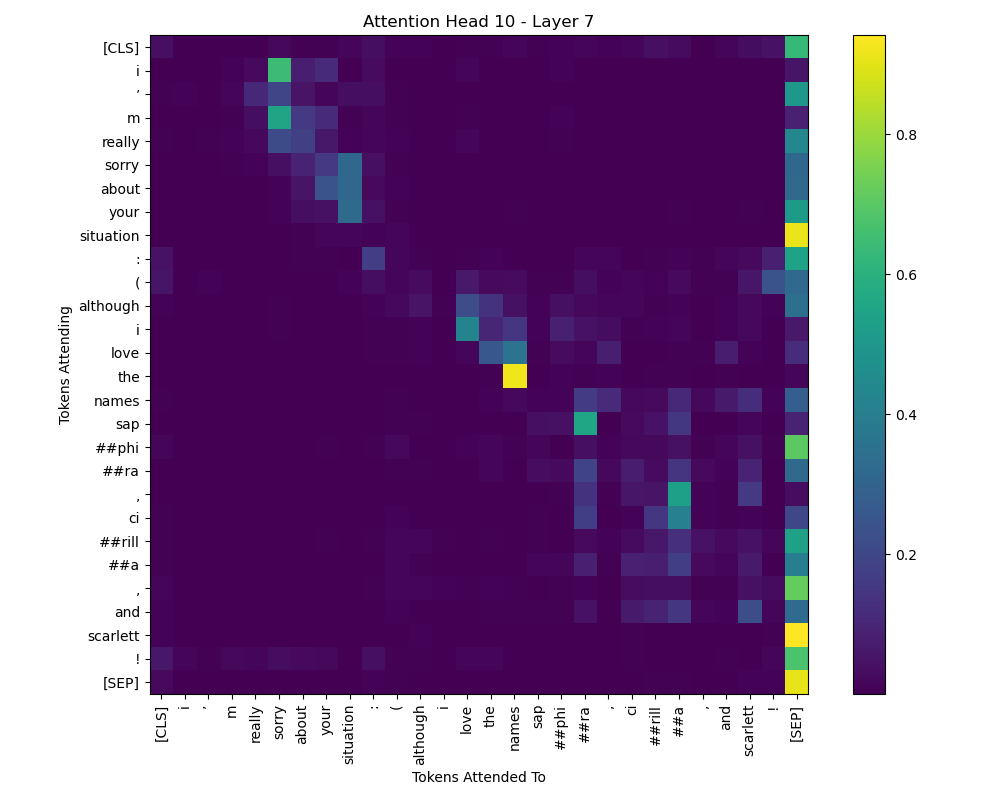 Attention Head 10 - Layer 7
Tokens Attending
[CLS]
i
'
m
really
sorry
about
your
situation
:
(
although
i
love
the
names
sap
##phi
##ra
,
ci
##rill
##a
,
and
scarlett
!
[SEP]
[CLS]
i
'
m
really
sorry
about
your
situation
:
(
although
i
love
the
names
sap
##phi
##ra
,
ci
##rill
##a
,
and
scarlett
!
[SEP]
Tokens Attended To
0.8
0.6
0.4
0.2